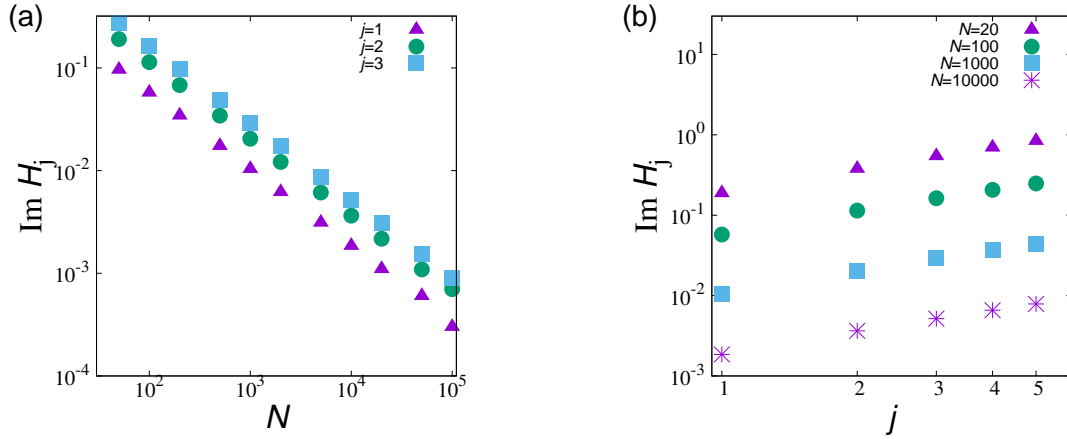 (a)
j=1
j=2
j=3
10⁻¹
10⁻²
10⁻³
10⁻⁴
Im H_j
10²
10³
10⁴
10⁵
N
(b)
N=20
N=100
N=1000
N=10000
10¹
10⁰
10⁻¹
10⁻²
10⁻³
Im H_j
1
2
3
4
5
j